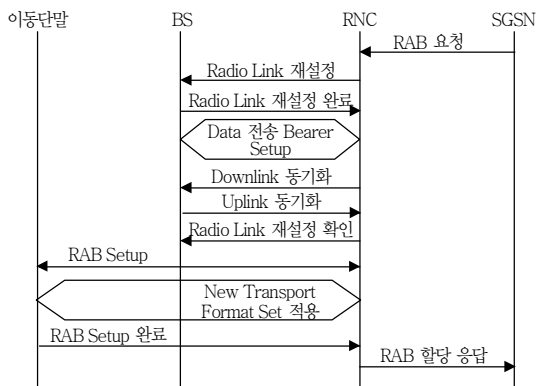 이동단말 BS RNC SGSN
RAB 요청
Radio Link 재설정
Radio Link 재설정 완료
Data 전송 Bearer
Setup
Downlink 동기화
Uplink 동기화
Radio Link 재설정 확인
RAB Setup
New Transport
Format Set 적용
RAB Setup 완료
RAB 할당 응답